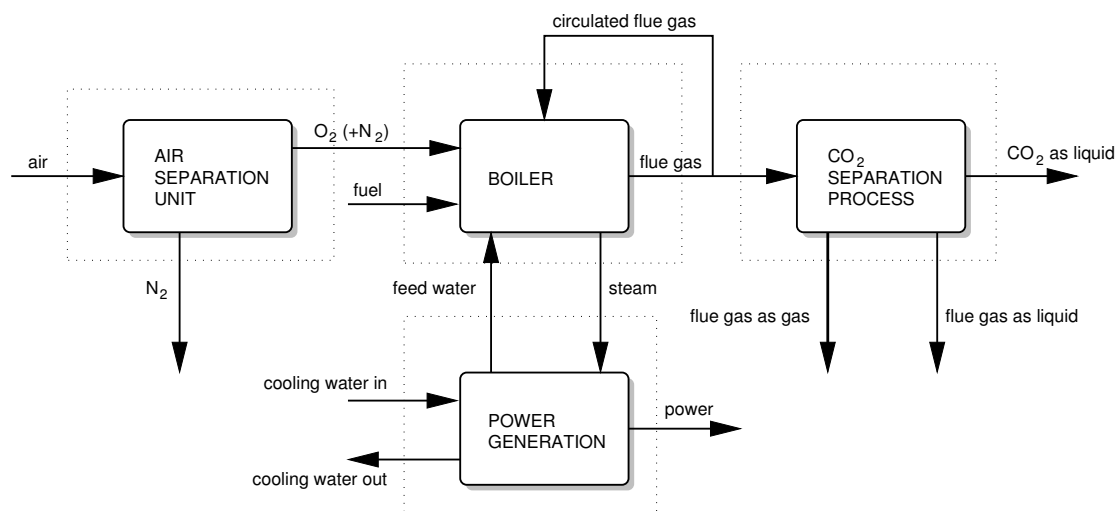 circulated flue gas
O2 (+N2)
air
AIR
SEPARATION
UNIT
fuel
BOILER
flue gas
CO2
SEPARATION
PROCESS
CO2 as liquid
N2
feed water
steam
flue gas as gas
flue gas as liquid
cooling water in
POWER
GENERATION
power
cooling water out